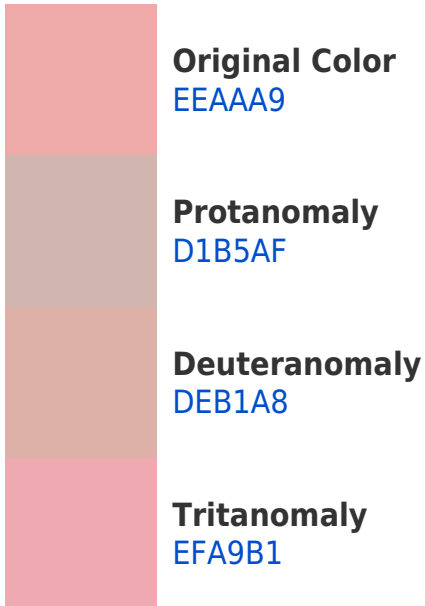 Original Color
EEAAA9
Protanomaly
D1B5AF
Deuteranomaly
DEB1A8
Tritanomaly
EFA9B1